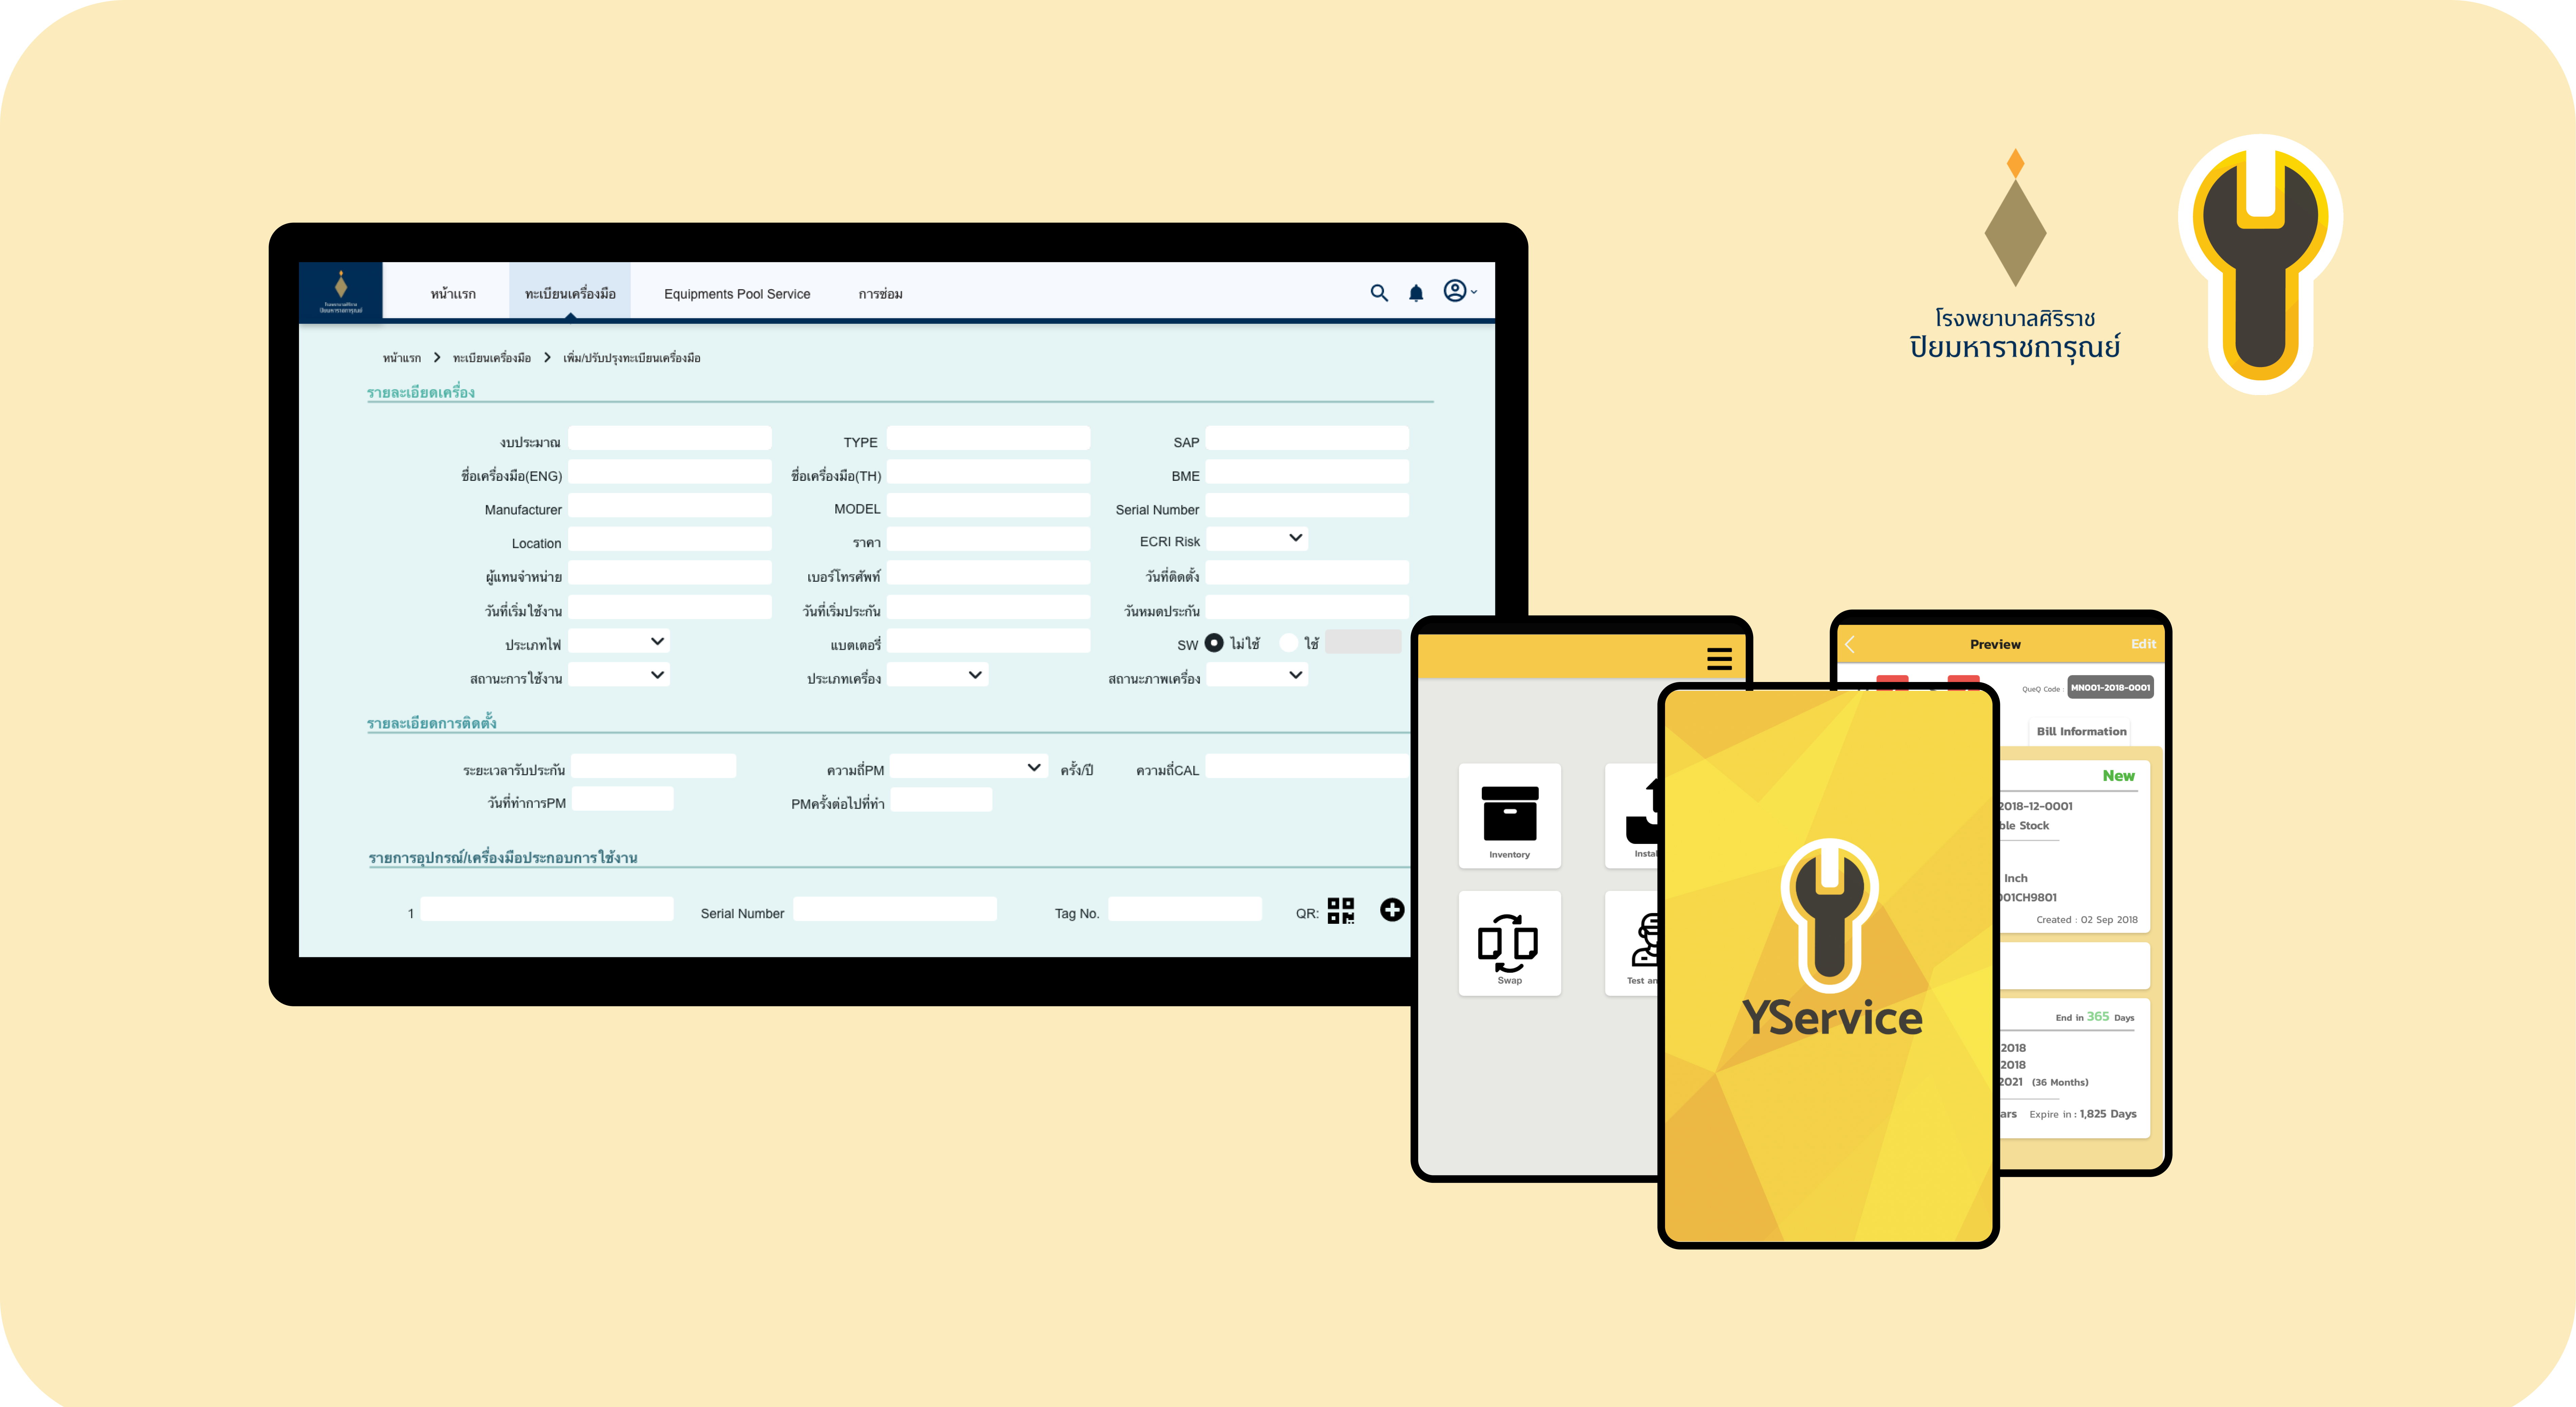 โรงพยาบาลศิริราช
ปิยมหาราชการุณย์
หน้าแรก ทะเบียนเครื่องมือ Equipments Pool Service การซ่อม
หน้าแรก ทะเบียนเครื่องมือ เพิ่ม/ปรับปรุงทะเบียนเครื่องมือ
รายละเอียดเครื่อง
งบประมาณ TYPE SAP
ชื่อเครื่องมือ(ENG) ชื่อเครื่องมือ(TH) BME
Manufacturer MODEL Serial Number
Location ราคา ECRI Risk
ผู้แทนจำหน่าย เบอร์โทรศัพท์ วันที่ติดตั้ง
วันที่เริ่มใช้งาน วันที่เริ่มประกัน วันหมดประกัน
ประเภทไฟ แบตเตอรี่ SW ไม่ใช้ ใช้
สถานะการใช้งาน ประเภทเครื่อง สถานะภาพเครื่อง
รายละเอียดการติดตั้ง
ระยะเวลารับประกัน ความถี่PM ครั้ง/ปี ความถี่CAL
วันที่ทำการPM PMครั้งต่อไปที่ทำ
รายการอุปกรณ์/เครื่องมือประกอบการใช้งาน
1 Serial Number Tag No. QR:
Inventory
Swap
Test
YService
Preview Edit
QueQ Code : MN001-2018-0001
Bill Information
New
2018-12-0001
Stock
Inch
001CH9801
Created : 02 Sep 2018
End in 365 Days
2018
2018
2021 (36 Months)
Expire in : 1,825 Days